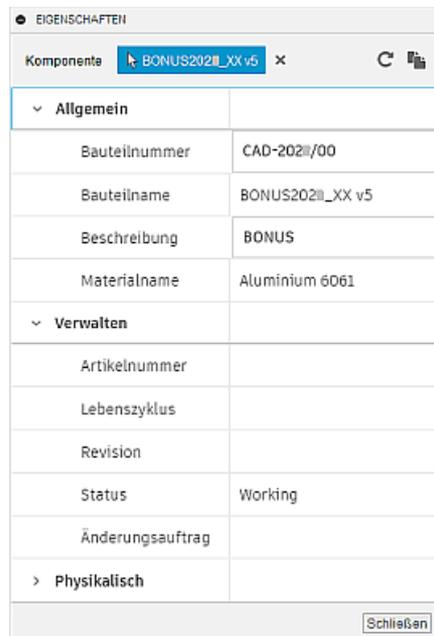 EIGENSCHAFTEN
Komponente
Allgemein
Bauteilnummer
Bauteilname
Beschreibung BONUS
Materialname Aluminium 6061
Verwalten
Artikelnummer
Lebenszyklus
Revision
Status Working
Änderungsauftrag
Physikalisch
Schließen